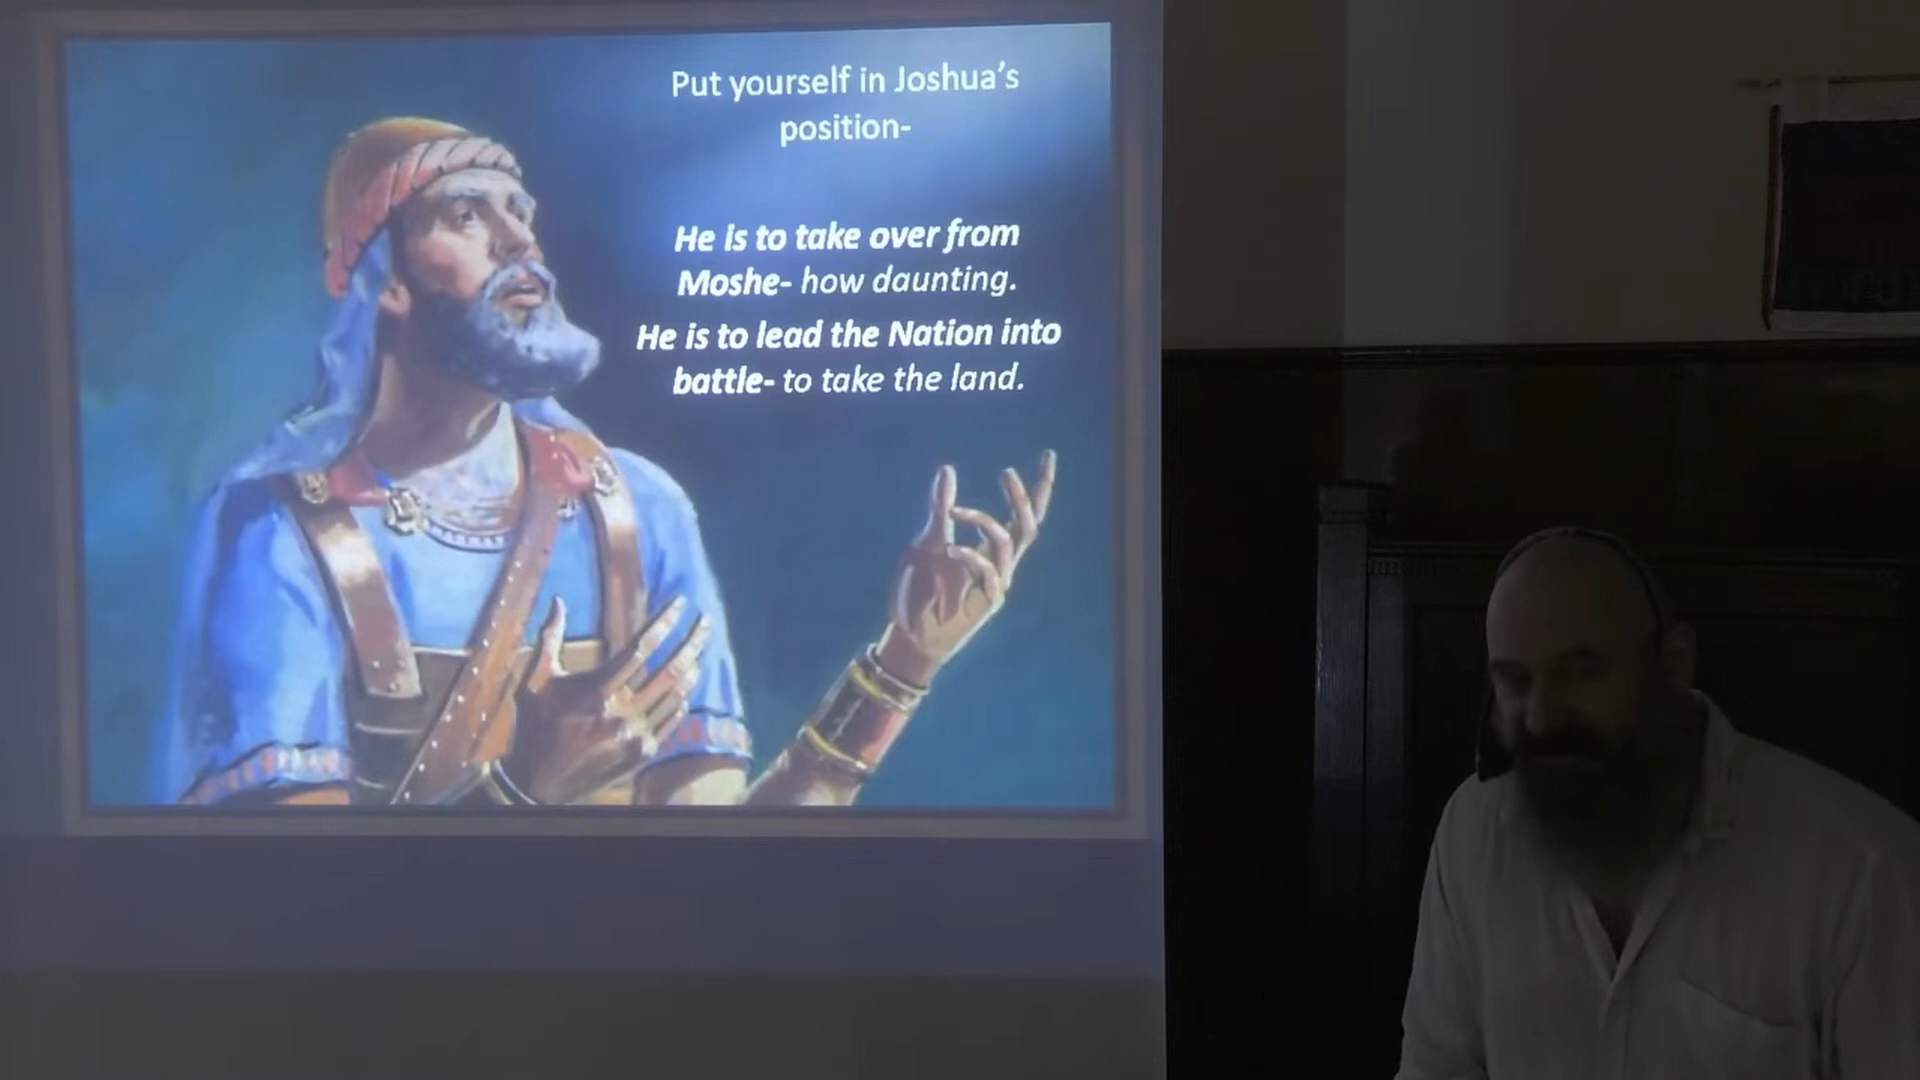 Put yourself in Joshua's
position-
He is to take over from
Moshe- how daunting.
He is to lead the Nation into
battle- to take the land.